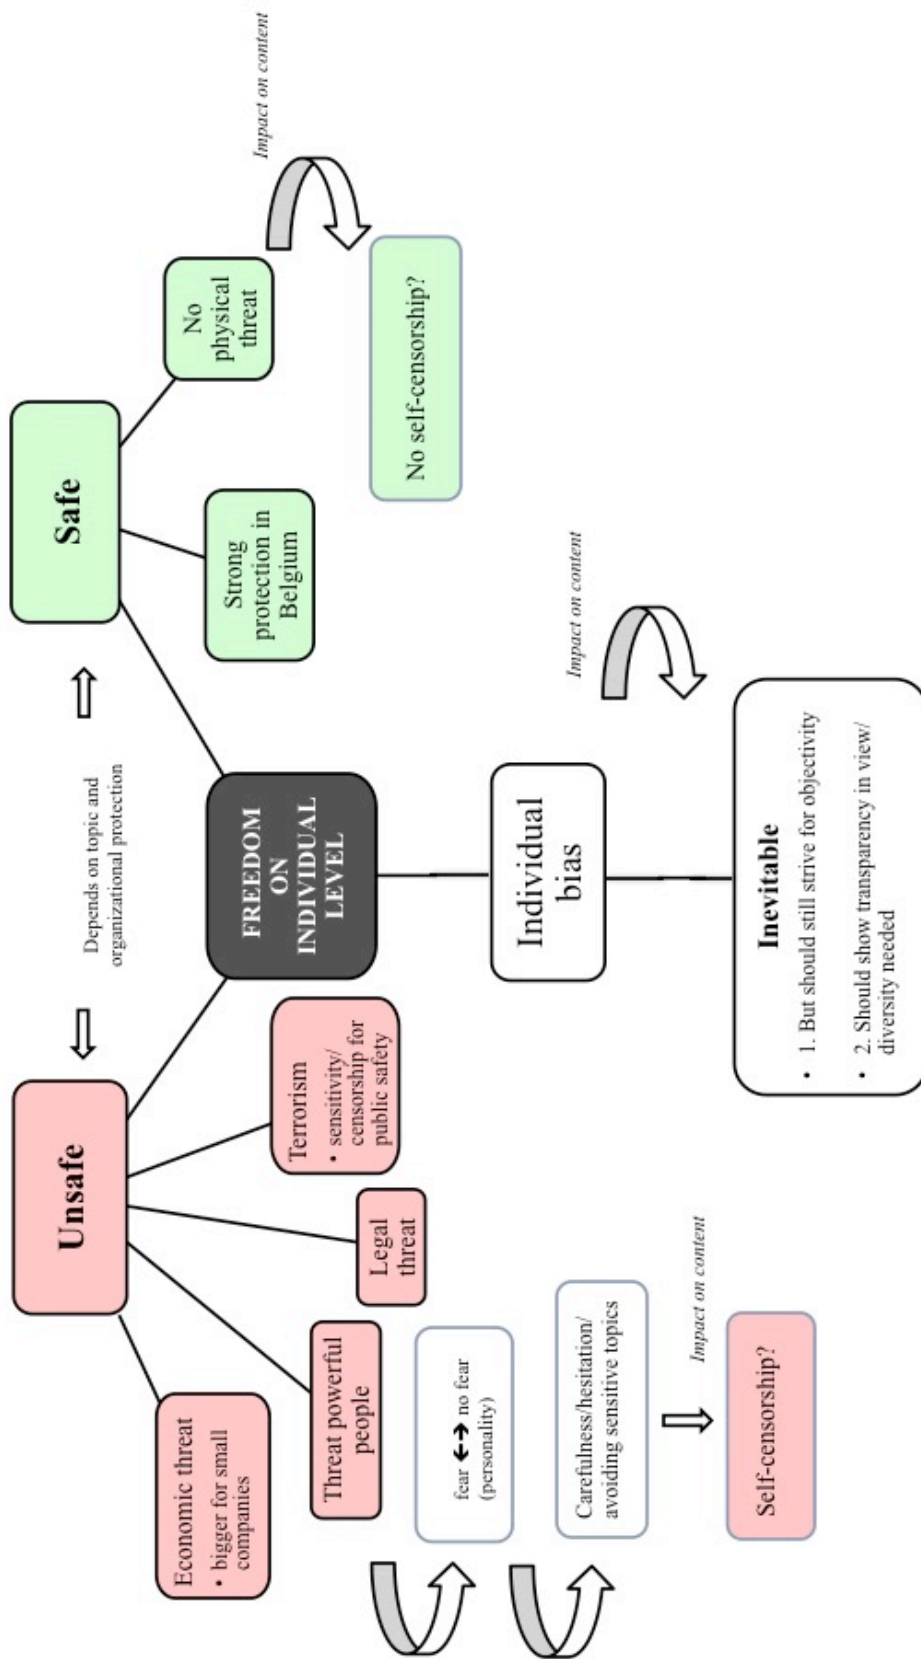 Unsafe
Depends on topic and
organizational protection
Safe
Economic threat
• bigger for small
companies
Threat powerful
people
Legal
threat
Terrorism
• sensitivity/
censorship for
public safety
FREEDOM
ON
INDIVIDUAL
LEVEL
Strong
protection in
Belgium
No
physical
threat
Impact on content
fear ↔ no fear
(personality)
No self-censorship?
Carefulness/hesitation/
avoiding sensitive topics
Individual
bias
Impact on content
Impact on content
Self-censorship?
Inevitable
• 1. But should still strive for objectivity
• 2. Should show transparency in view/
diversity needed